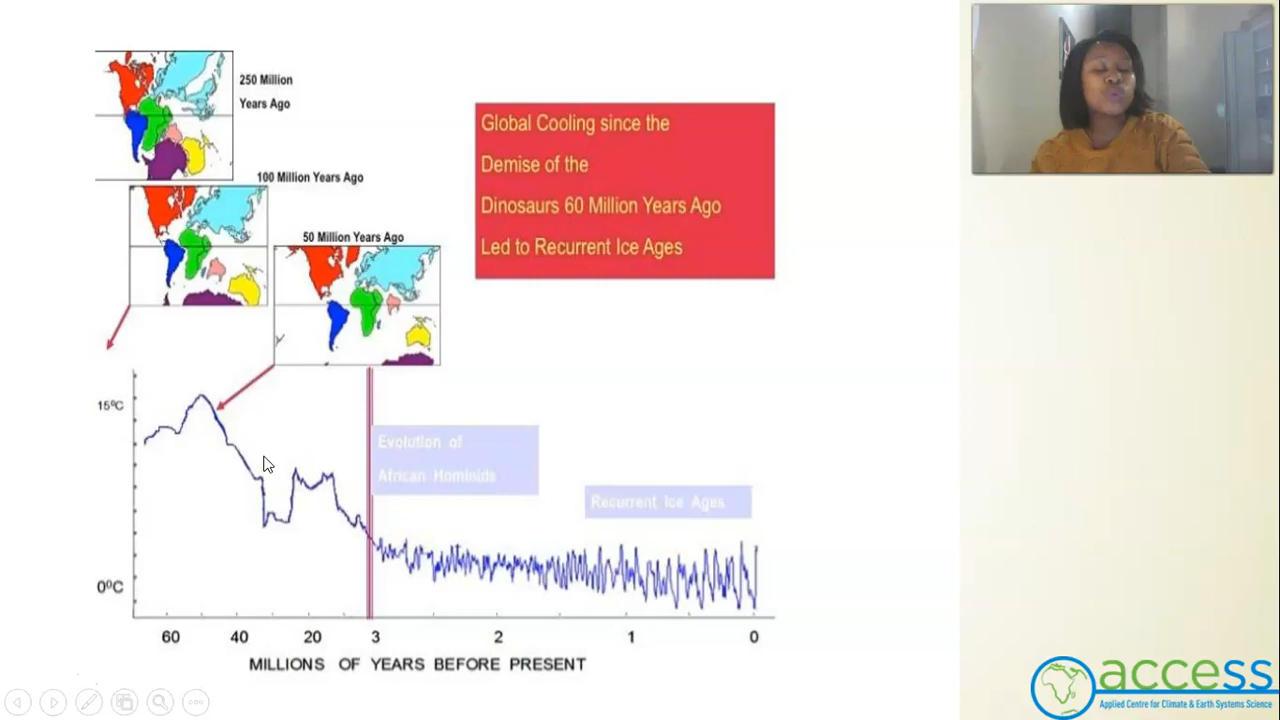 250 Million
Years Ago
100 Million Years Ago
50 Million Years Ago
Global Cooling since the
Demise of the
Dinosaurs 60 Million Years Ago
Led to Recurrent Ice Ages
15°C
0°C
Evolution of
African Hominids
Recurrent Ice Ages
60 40 20 3 2 1 0
MILLIONS OF YEARS BEFORE PRESENT
access
Applied Centre for Climate & Earth Systems Science